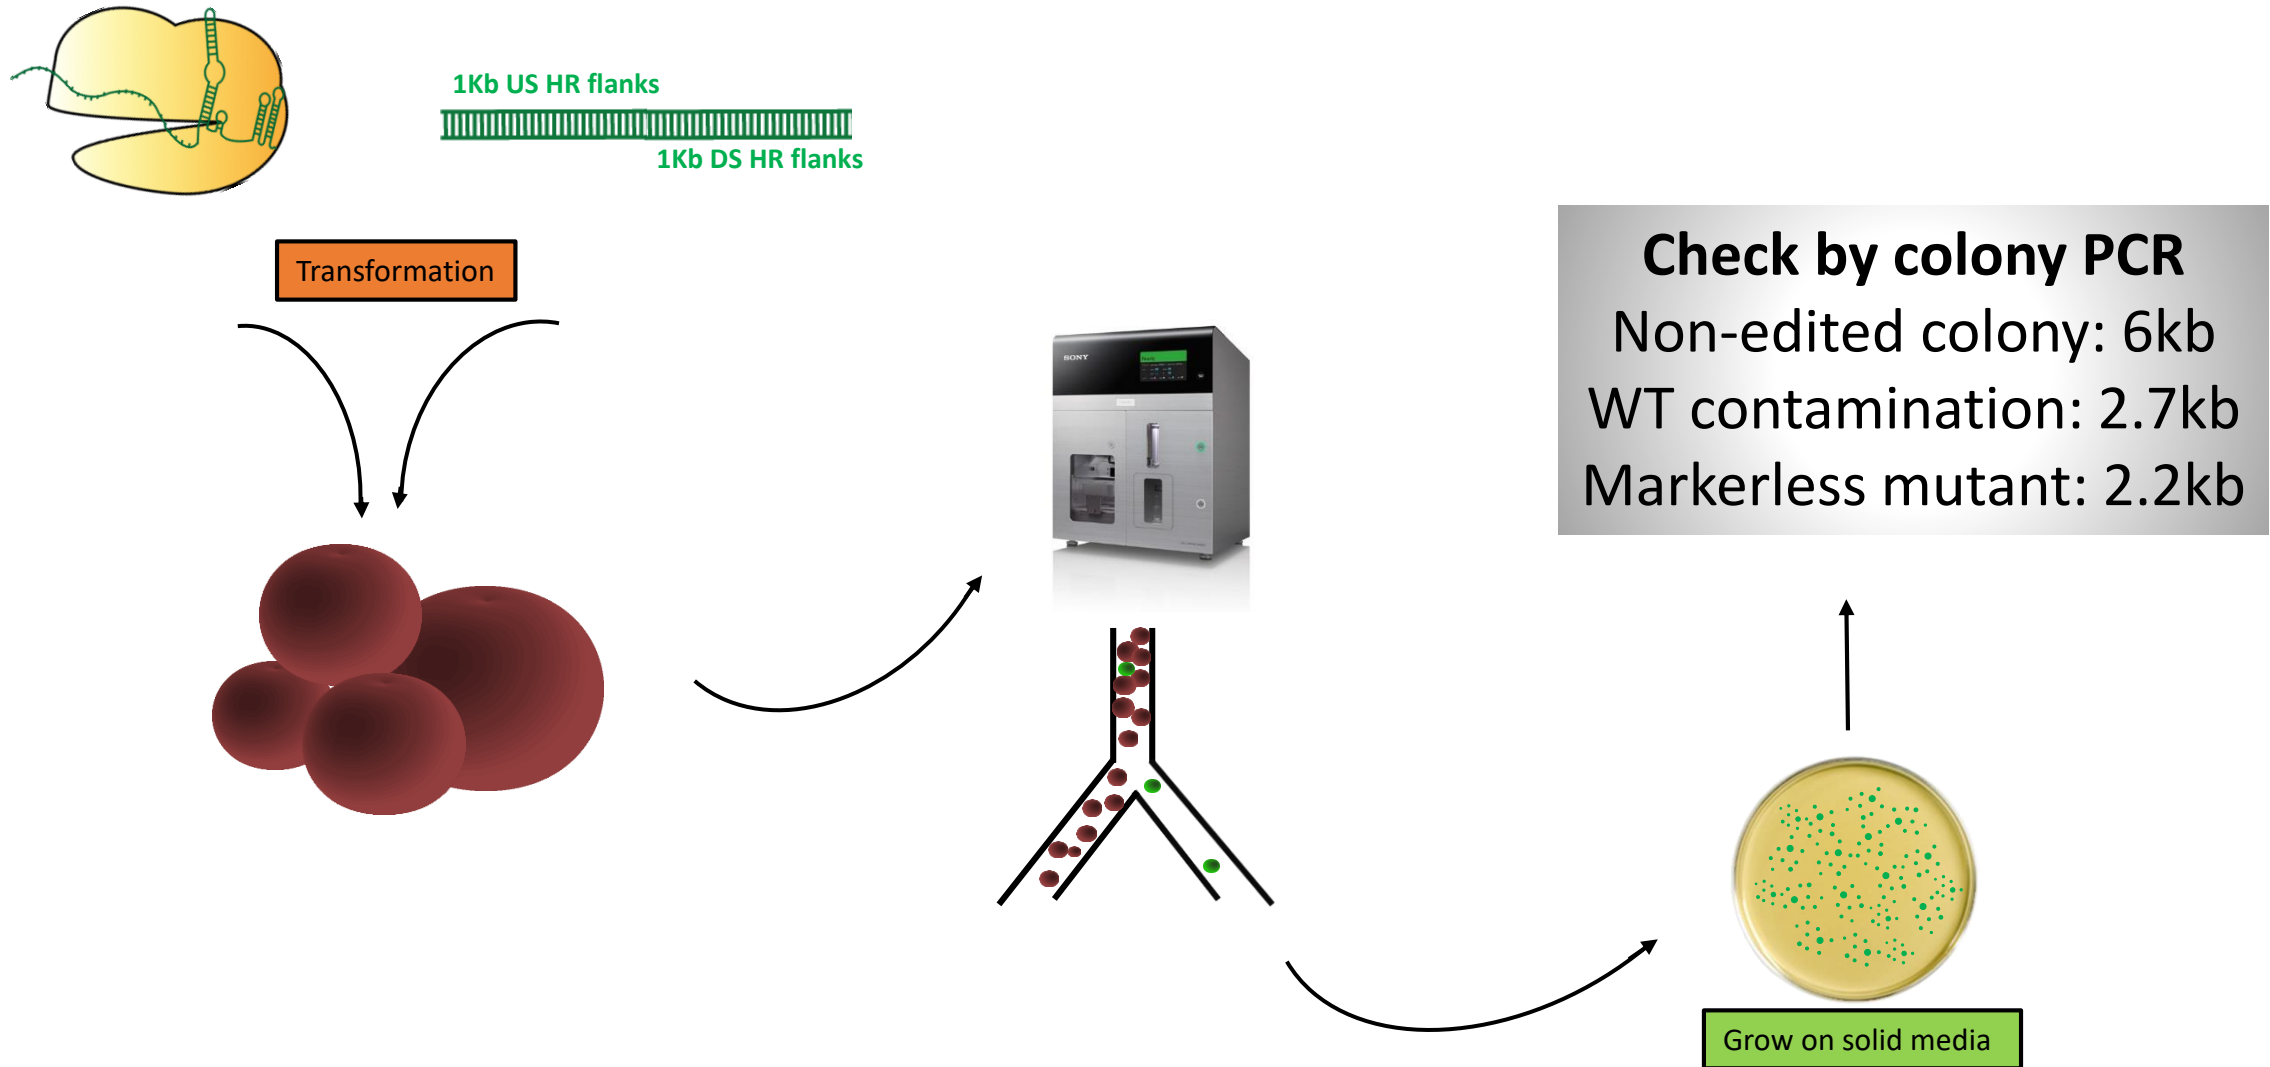 1Kb US HR flanks
1Kb DS HR flanks
Transformation
SONY
Check by colony PCR
Non-edited colony: 6kb
WT contamination: 2.7kb
Markerless mutant: 2.2kb
Grow on solid media